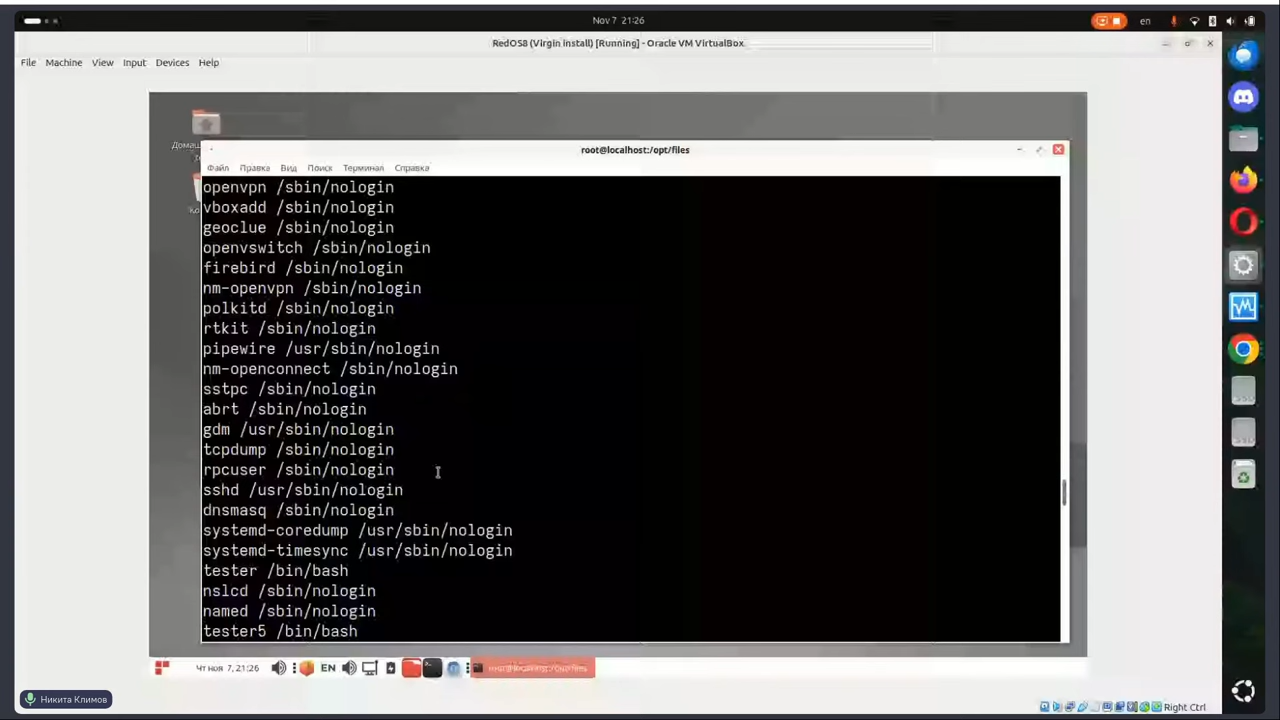 Nov 7 21:26
en
RedOS8 (Virgin install) [Running] - Oracle VM VirtualBox
File Machine View Input Devices Help
root@localhost:/opt/files
Файл Правка Вид Поиск Терминал Справка
openvpn /sbin/nologin
vboxadd /sbin/nologin
geoclue /sbin/nologin
openvswitch /sbin/nologin
firebird /sbin/nologin
nm-openvpn /sbin/nologin
polkitd /sbin/nologin
rtkit /sbin/nologin
pipewire /usr/sbin/nologin
nm-openconnect /sbin/nologin
sstpc /sbin/nologin
abrt /sbin/nologin
gdm /usr/sbin/nologin
tcpdump /sbin/nologin
rpcuser /sbin/nologin
sshd /usr/sbin/nologin
dnsmasq /sbin/nologin
systemd-coredump /usr/sbin/nologin
systemd-timesync /usr/sbin/nologin
tester /bin/bash
nslcd /sbin/nologin
named /sbin/nologin
tester5 /bin/bash
Чт ноя 7, 21:26
EN
root@localhost:/opt/files
Никита Климов
Right Ctrl